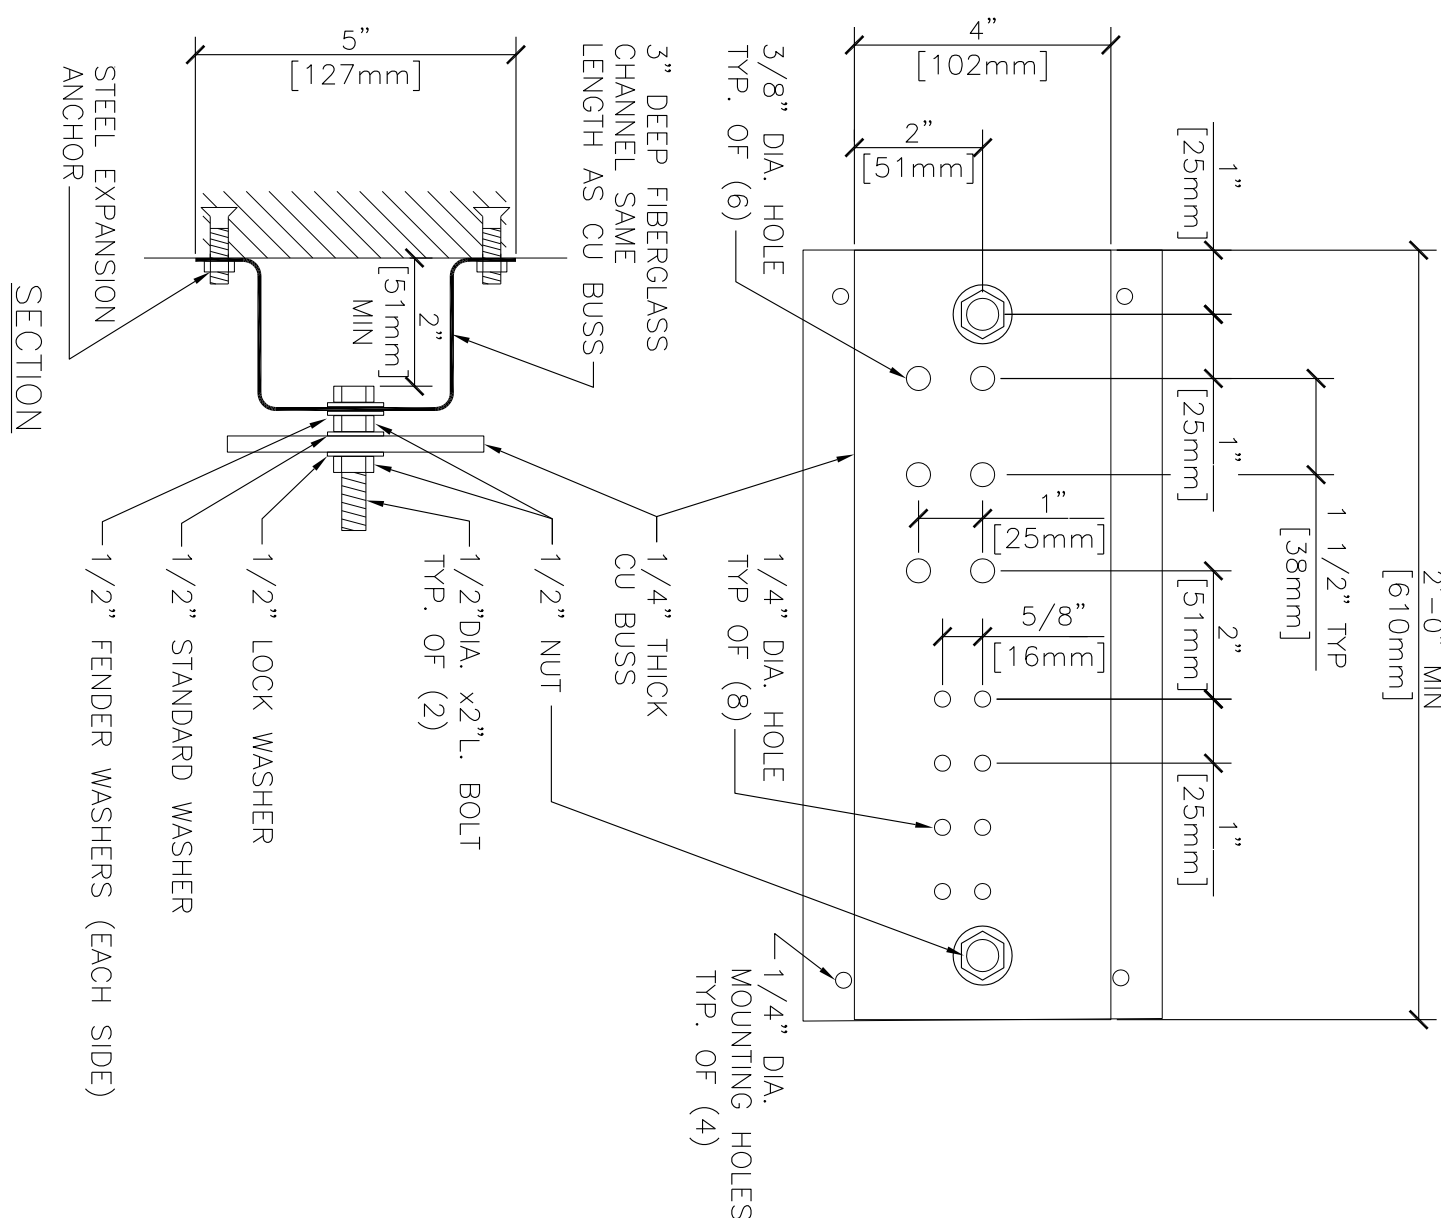 5”
[127mm]
STEEL EXPANSION
ANCHOR
3” DEEP FIBERGLASS
CHANNEL SAME
LENGTH AS CU BUSS
2”
[51mm]
MIN
SECTION
1/4” THICK
CU BUSS
1/2” NUT
1/2”DIA. x2”L. BOLT
TYP. OF (2)
1/2” LOCK WASHER
1/2” STANDARD WASHER
1/2” FENDER WASHERS (EACH SIDE)
4”
[102mm]
2”
[51mm]
3/8” DIA. HOLE
TYP. OF (6)
1”
[25mm]
1”
[25mm]
1 1/2” TYP
[38mm]
2’-0” MIN
[610mm]
1”
[25mm]
2”
[51mm]
5/8”
[16mm]
1”
[25mm]
1/4” DIA. HOLE
TYP OF (8)
1/4” DIA.
MOUNTING HOLES
TYP. OF (4)